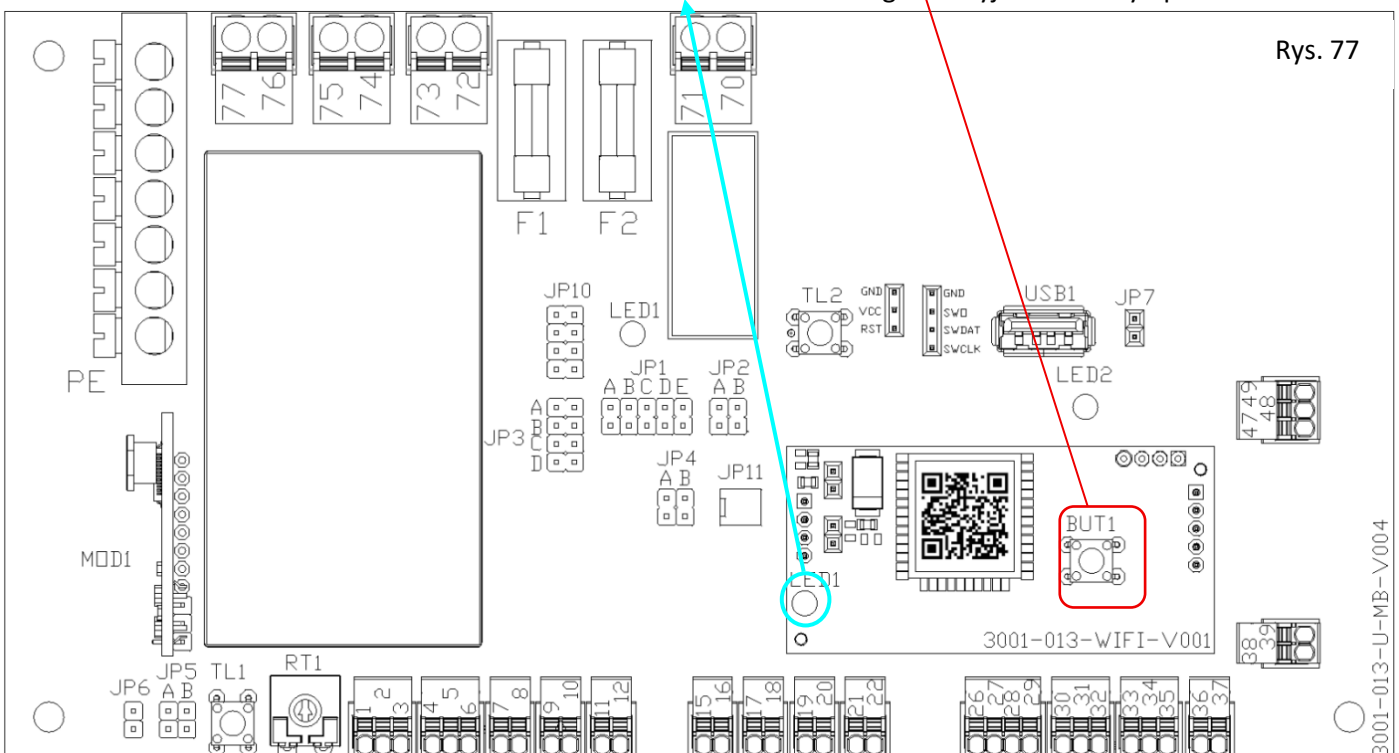 Rys. 77
77 76
75 74
73 72
71 70
F1
F2
PE
JP10
LED1
TL2
GND
VCC
RST
GND
SWO
SWDAT
SWCLK
USB1
JP7
LED2
JP1
A B C D E
JP2
A B
JP3
A
B
C
D
JP4
A B
JP11
47 48 49
MOD1
BUT1
LED1
3001-013-WIFI-V001
38 39
3001-013-U-MB-V004
JP6
JP5
A B
TL1
RT1
1 2 3
4 5 6
7 8
9 10
11 12
15 16
17 18
19 20
21 22
26 27 28 29
30 31 32
33 34 35
36 37